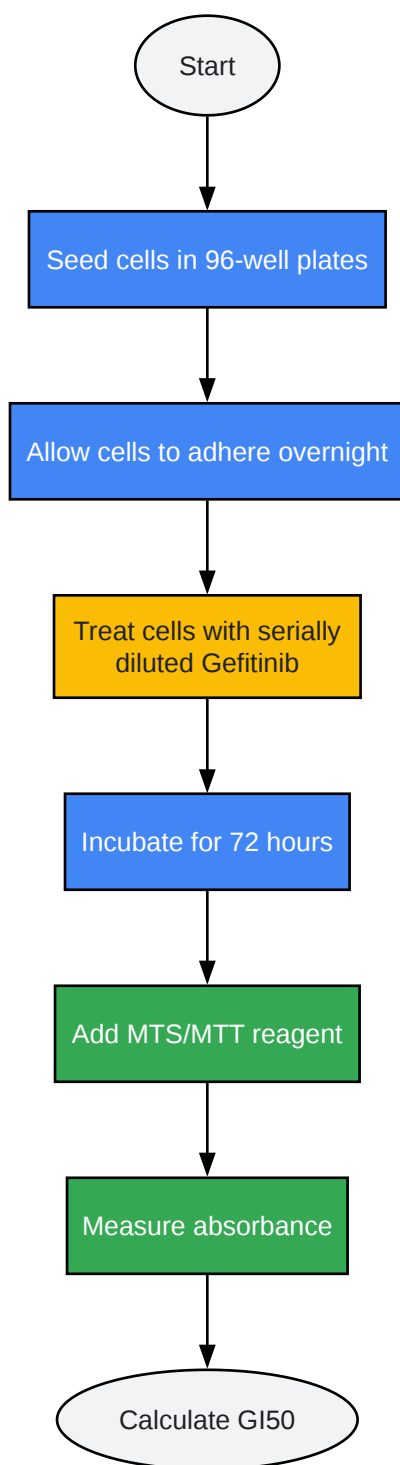 Start
Seed cells in 96-well plates
Allow cells to adhere overnight
Treat cells with serially
diluted Gefitinib
Incubate for 72 hours
Add MTS/MTT reagent
Measure absorbance
Calculate GI50